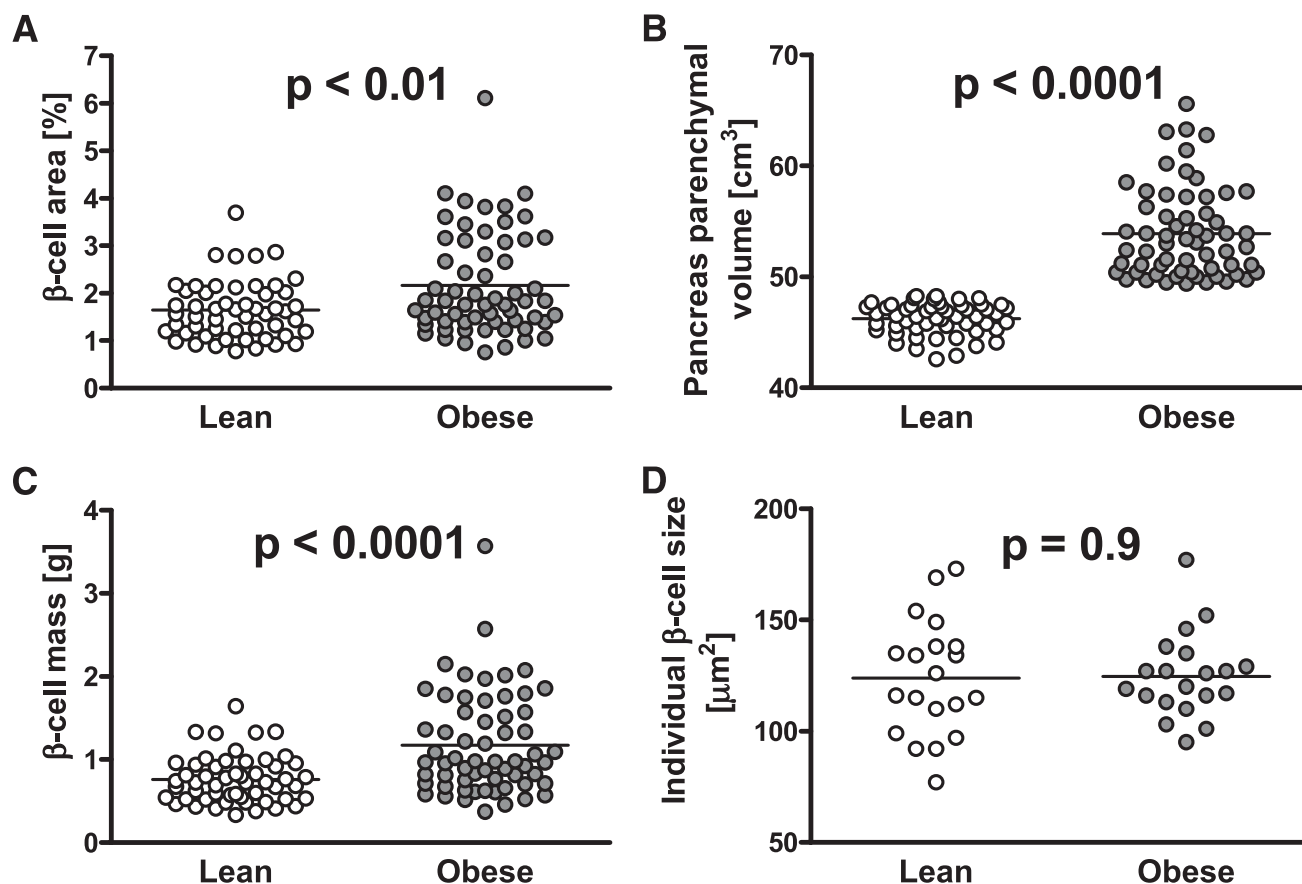 A
β-cell area [%]
7
6
5
4
3
2
1
0
p < 0.01
Lean
Obese
B
Pancreas parenchymal
volume [cm³]
70
60
50
40
p < 0.0001
Lean
Obese
C
β-cell mass [g]
4
3
2
1
0
p < 0.0001
Lean
Obese
D
Individual β-cell size
[μm²]
200
150
100
50
p = 0.9
Lean
Obese